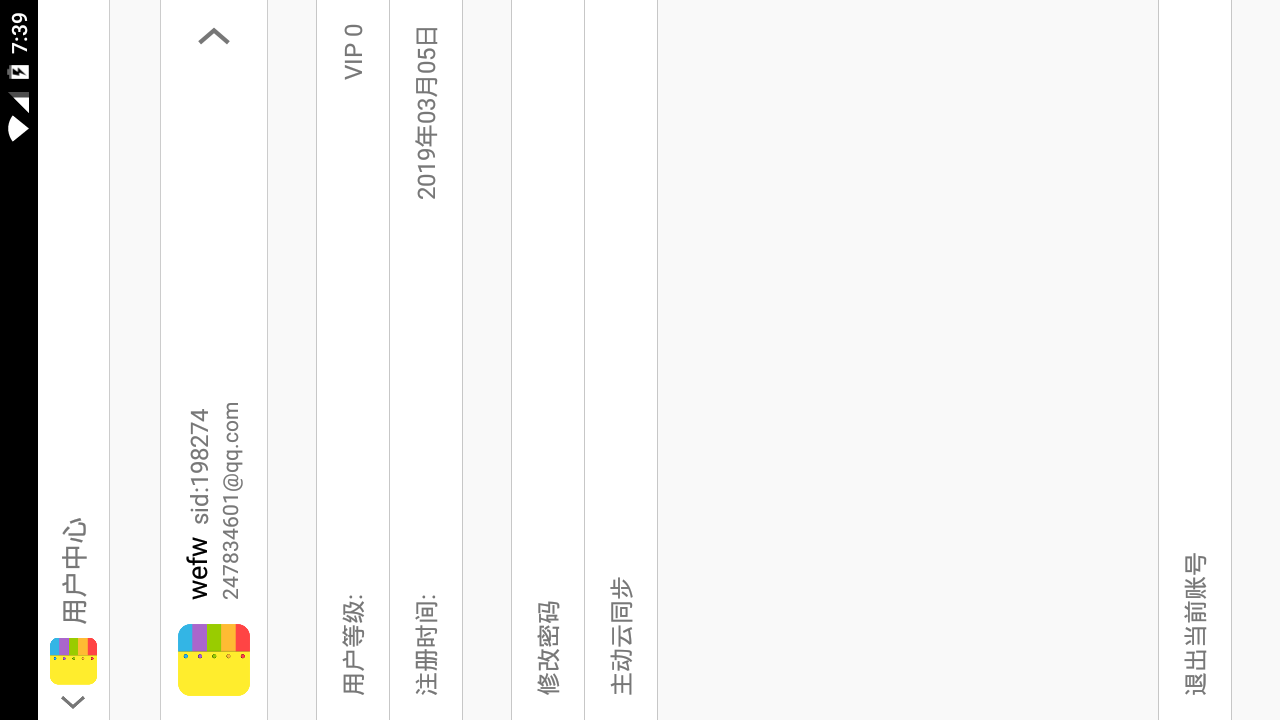 7:39
用户中心
wefw sid:198274
2478346​01@qq.com
用户等级: VIP 0
注册时间: 2019年03月05日
修改密码
主动云同步
退出当前账号